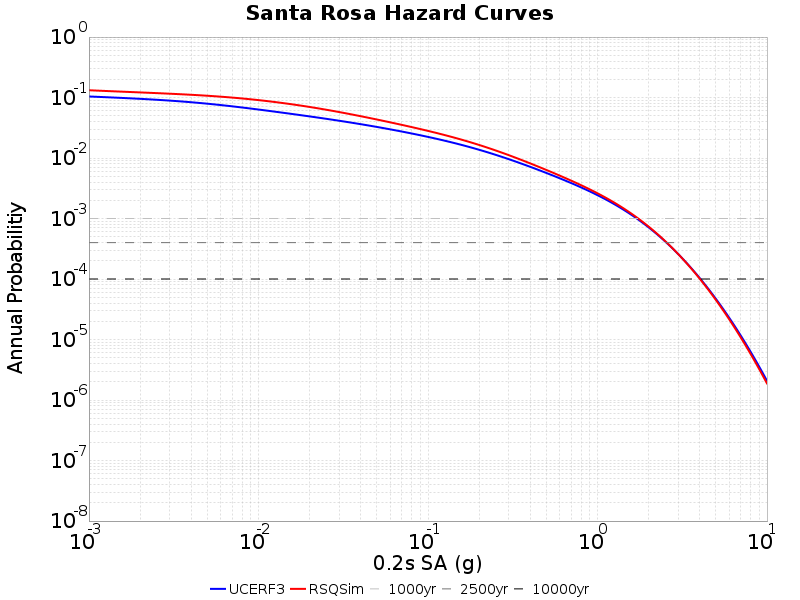 Santa Rosa Hazard Curves
10^0
10^-1
10^-2
10^-3
10^-4
10^-5
10^-6
10^-7
10^-8
Annual Probabilitiy
10^-3 10^-2 10^-1 10^0 10^1
0.2s SA (g)
UCERF3 RSQSim 1000yr 2500yr 10000yr